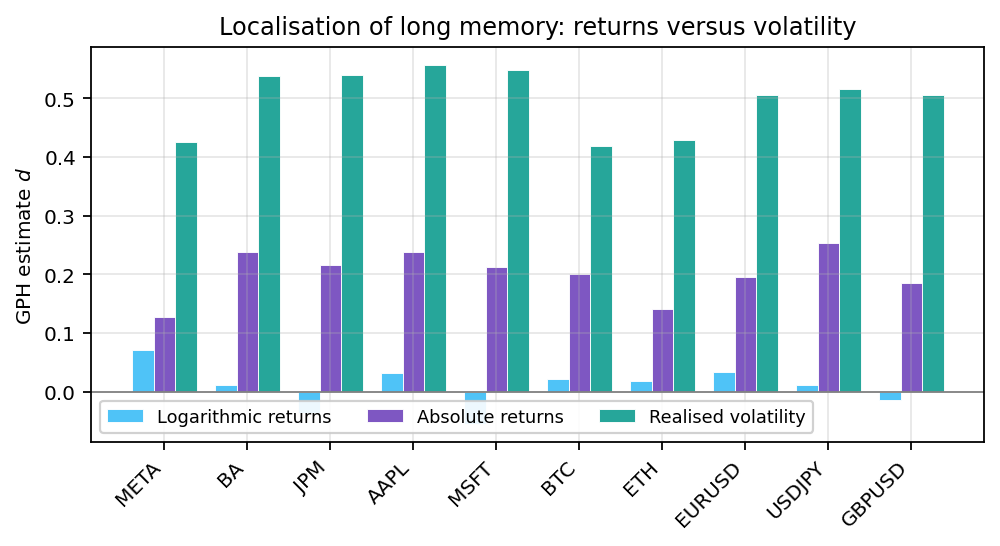 Localisation of long memory: returns versus volatility
GPH estimate d
0.5
0.4
0.3
0.2
0.1
0.0
Logarithmic returns
Absolute returns
Realised volatility
META
BA
JPM
AAPL
MSFT
BTC
ETH
EURUSD
USDJPY
GBPUSD